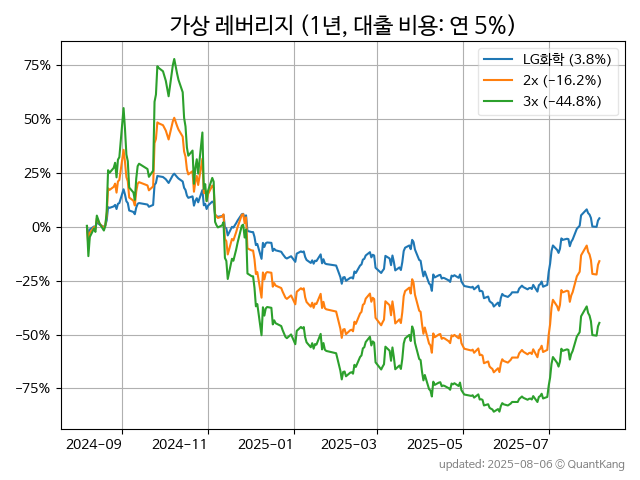 가상 레버리지 (1년, 대출 비용: 연 5%)
LG화학 (3.8%)
2x (−16.2%)
3x (−44.8%)
75%
50%
25%
0%
−25%
−50%
−75%
2024-09 2024-11 2025-01 2025-03 2025-05 2025-07
updated: 2025-08-06 © QuantKang